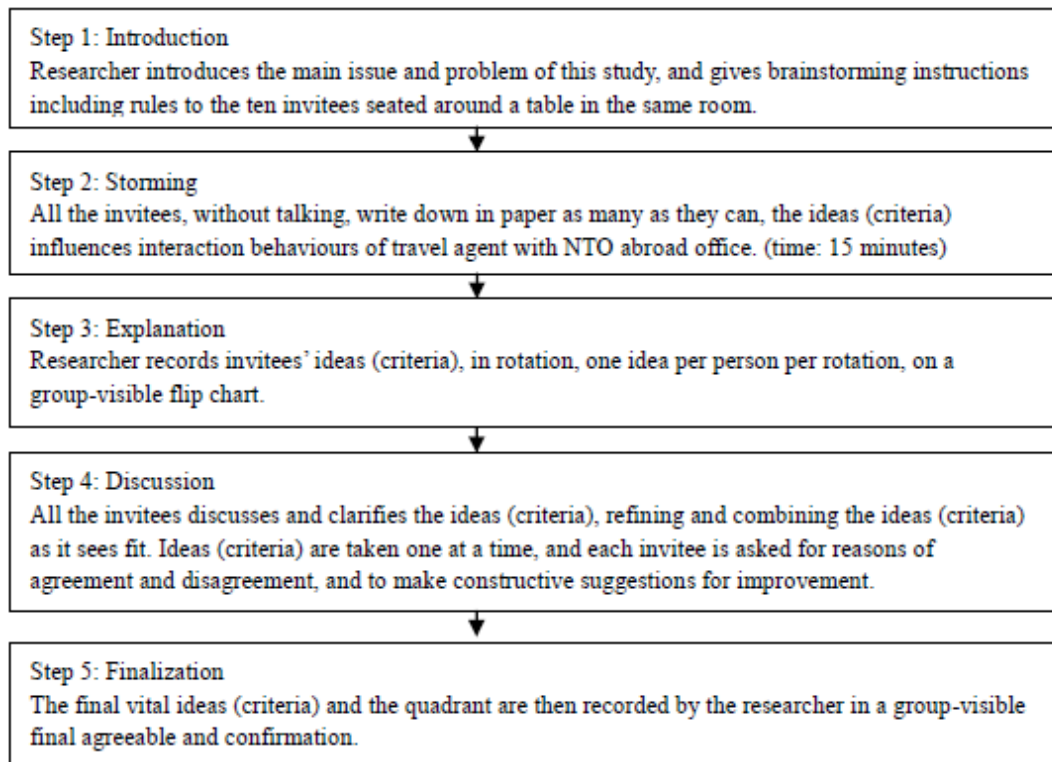 Step 1: Introduction
Researcher introduces the main issue and problem of this study, and gives brainstorming instructions
including rules to the ten invitees seated around a table in the same room.
Step 2: Storming
All the invitees, without talking, write down in paper as many as they can, the ideas (criteria)
influences interaction behaviours of travel agent with NTO abroad office. (time: 15 minutes)
Step 3: Explanation
Researcher records invitees’ ideas (criteria), in rotation, one idea per person per rotation, on a
group-visible flip chart.
Step 4: Discussion
All the invitees discusses and clarifies the ideas (criteria), refining and combining the ideas (criteria)
as it sees fit. Ideas (criteria) are taken one at a time, and each invitee is asked for reasons of
agreement and disagreement, and to make constructive suggestions for improvement.
Step 5: Finalization
The final vital ideas (criteria) and the quadrant are then recorded by the researcher in a group-visible
final agreeable and confirmation.